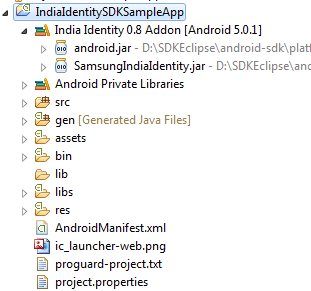 IndiaIdentitySDKSampleApp
India Identity 0.8 Addon [Android 5.0.1]
android.jar - D:\SDKEclipse\android-sdk\platf
SamsungIndiaIdentity.jar - D:\SDKEclipse\anc
Android Private Libraries
src
gen [Generated Java Files]
assets
bin
lib
libs
res
AndroidManifest.xml
ic_launcher-web.png
proguard-project.txt
project.properties